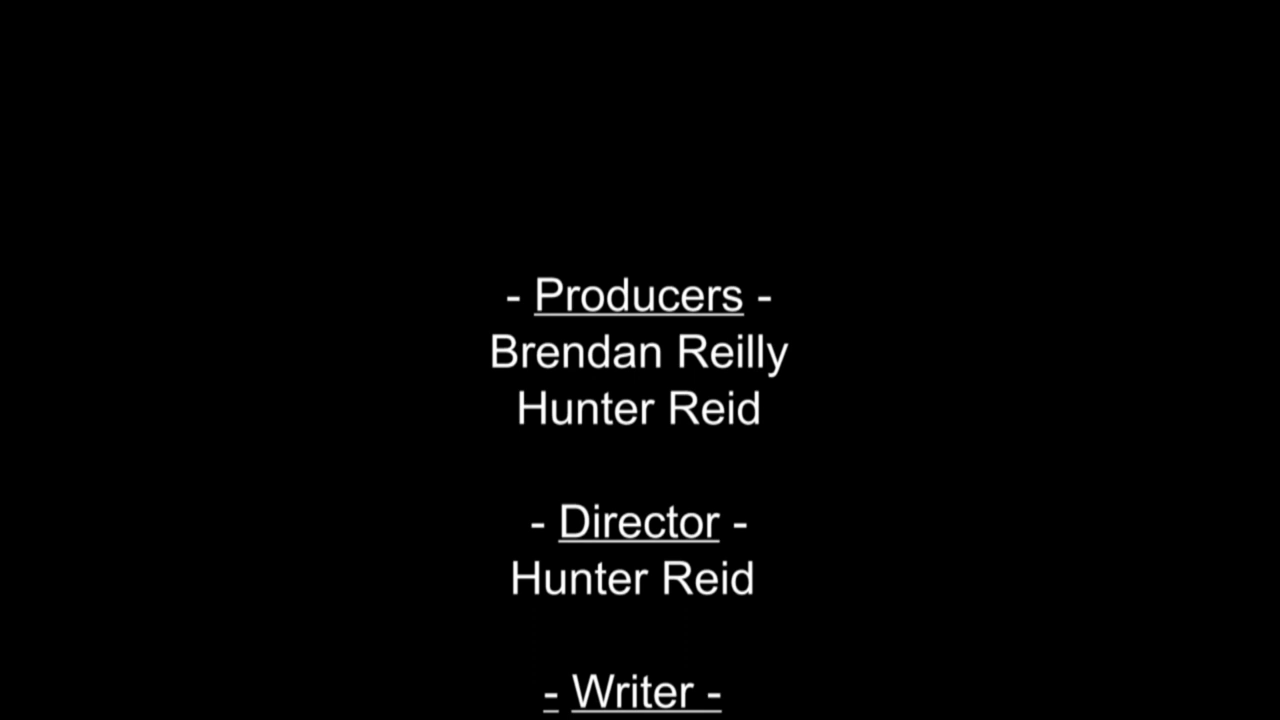 - Producers -
Brendan Reilly
Hunter Reid
- Director -
Hunter Reid
- Writer -